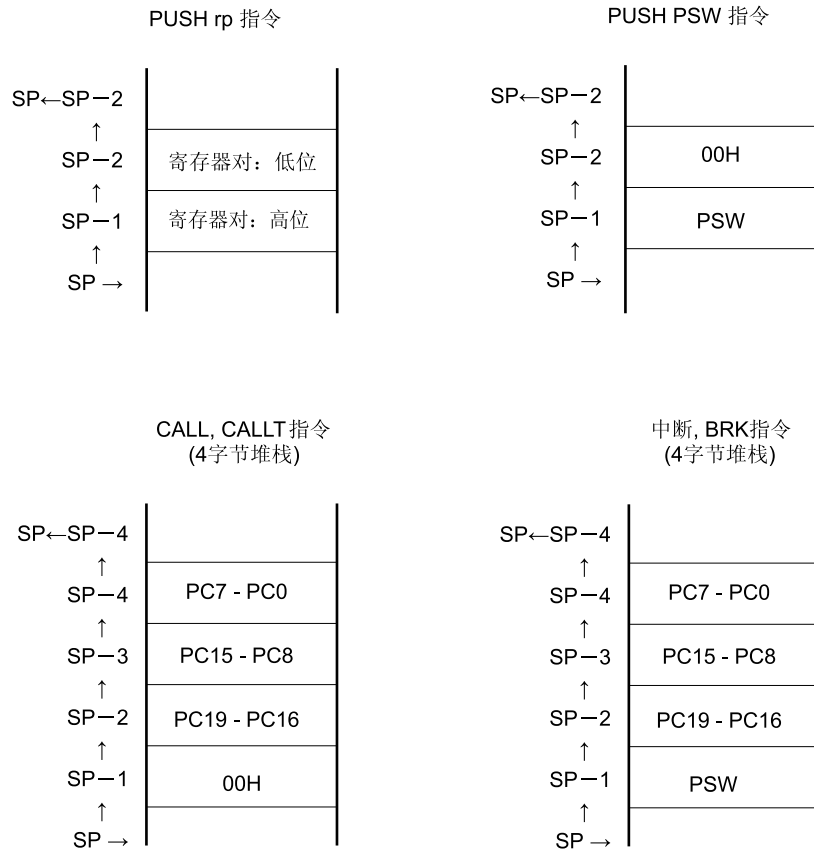 PUSH rp 指令
SP←SP－2
↑
SP－2 寄存器对：低位
↑
SP－1 寄存器对：高位
↑
SP →
PUSH PSW 指令
SP←SP－2
↑
SP－2 00H
↑
SP－1 PSW
↑
SP →
CALL, CALLT指令
(4字节堆栈)
SP←SP－4
↑
SP－4 PC7 - PC0
↑
SP－3 PC15 - PC8
↑
SP－2 PC19 - PC16
↑
SP－1 00H
↑
SP →
中断, BRK指令
(4字节堆栈)
SP←SP－4
↑
SP－4 PC7 - PC0
↑
SP－3 PC15 - PC8
↑
SP－2 PC19 - PC16
↑
SP－1 PSW
↑
SP →